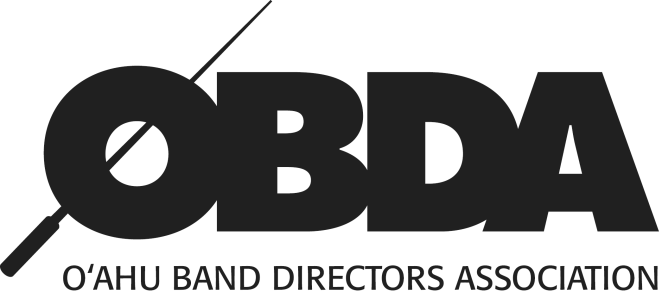 OBDA
O‘AHU BAND DIRECTORS ASSOCIATION